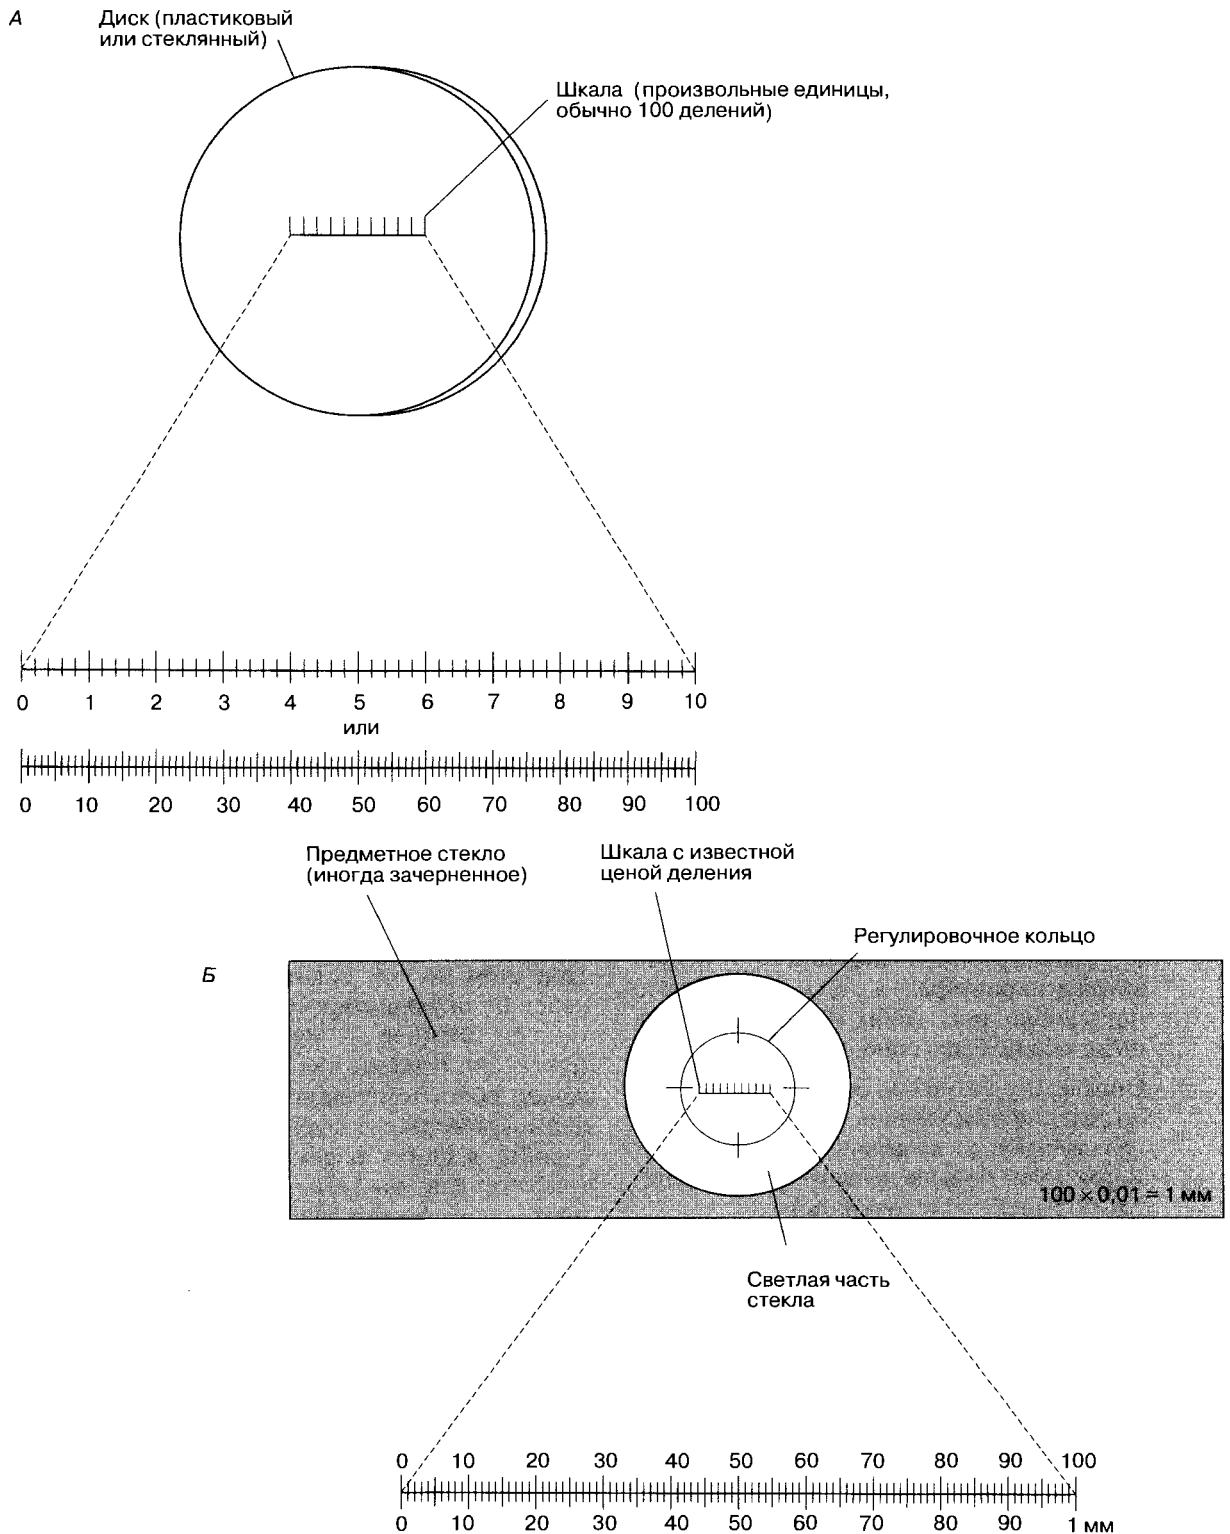 А
Диск (пластиковый
или стеклянный)
Шкала (произвольные единицы,
обычно 100 делений)
0 1 2 3 4 5 6 7 8 9 10
или
0 10 20 30 40 50 60 70 80 90 100
Предметное стекло
(иногда зачерненное)
Шкала с известной
ценой деления
Регулировочное кольцо
Б
100 × 0,01 = 1 мм
Светлая часть
стекла
0 10 20 30 40 50 60 70 80 90 100
0 10 20 30 40 50 60 70 80 90 1 мм